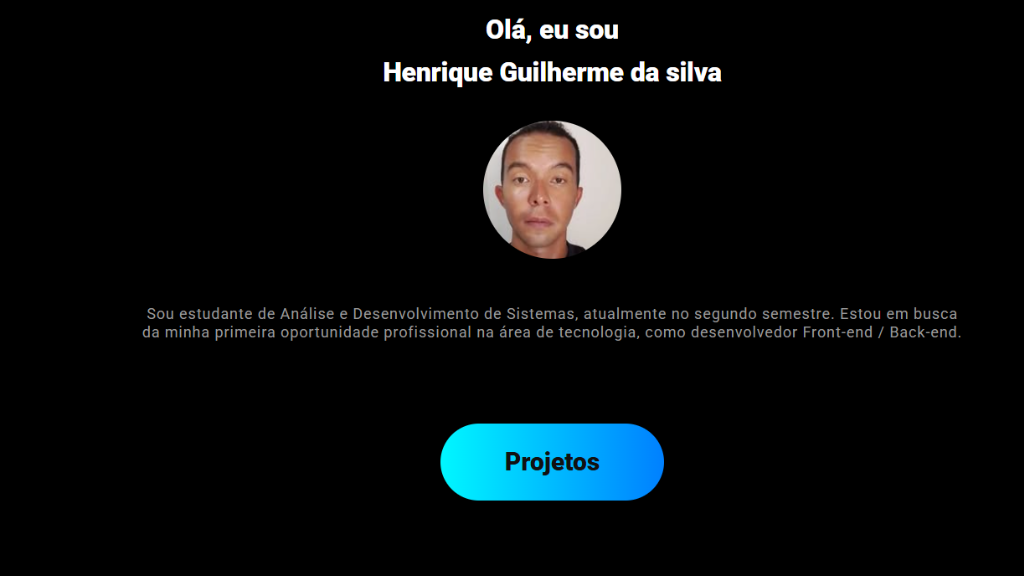 Olá, eu sou
Henrique Guilherme da silva
Sou estudante de Análise e Desenvolvimento de Sistemas, atualmente no segundo semestre. Estou em busca
da minha primeira oportunidade profissional na área de tecnologia, como desenvolvedor Front-end / Back-end.
Projetos